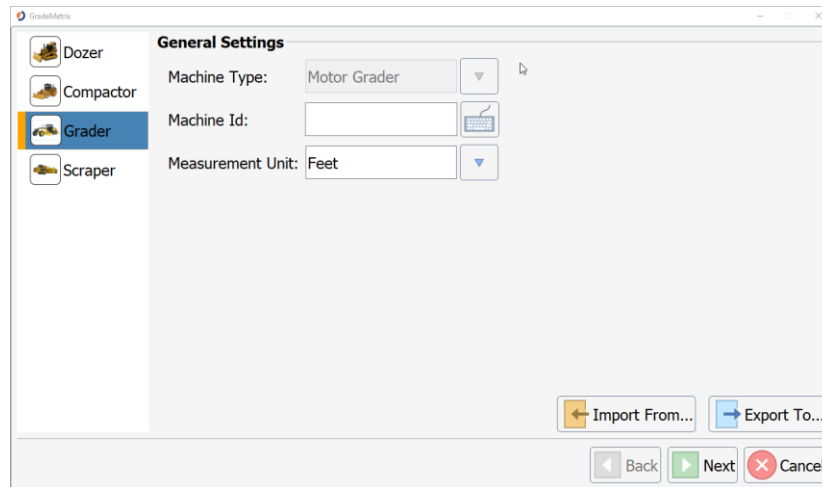 GradeMetrix
Dozer
Compactor
Grader
Scraper
General Settings
Machine Type: Motor Grader
Machine Id:
Measurement Unit: Feet
Import From...
Export To...
Back
Next
Cancel